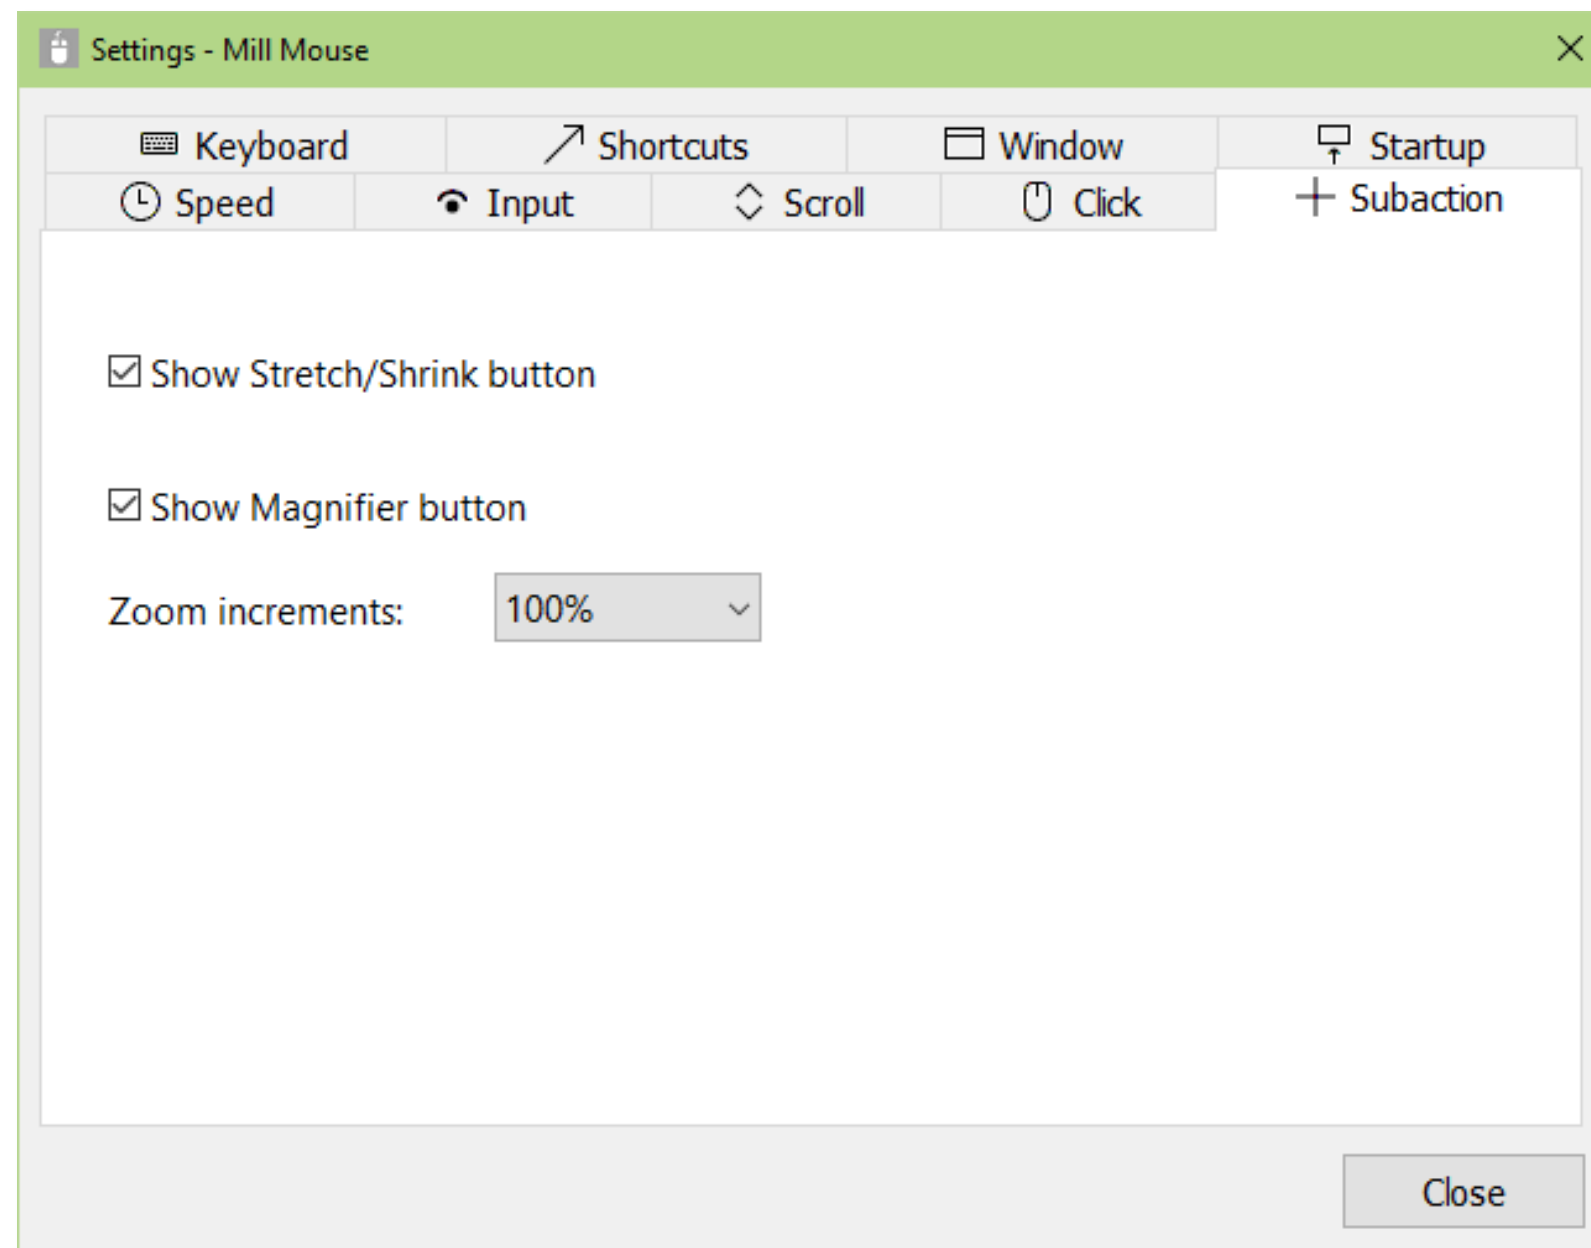 Settings - Mill Mouse
Keyboard Shortcuts Window Startup
Speed Input Scroll Click Subaction
Show Stretch/Shrink button
Show Magnifier button
Zoom increments: 100%
Close